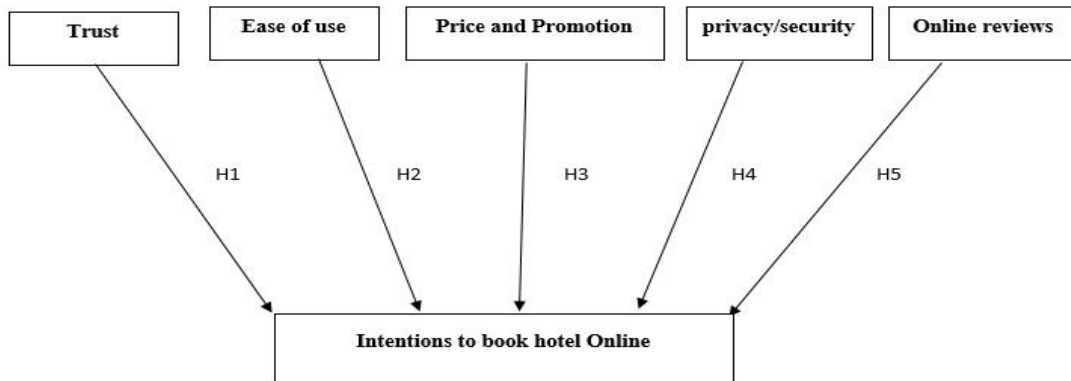 Trust
Ease of use
Price and Promotion
privacy/security
Online reviews
H1
H2
H3
H4
H5
Intentions to book hotel Online